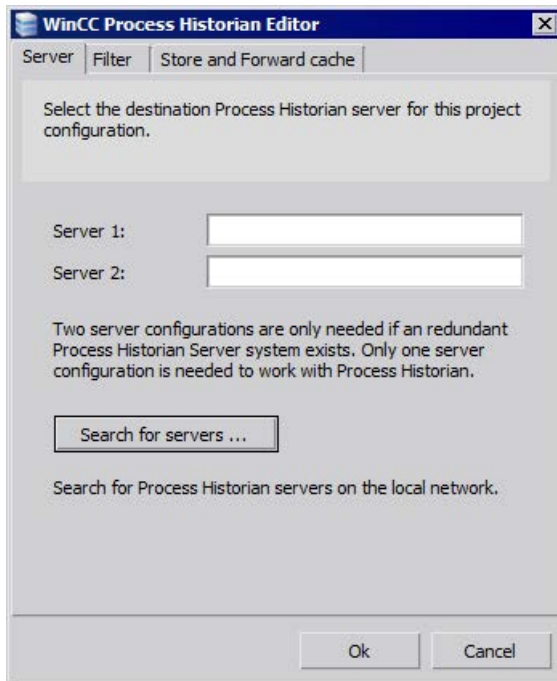 WinCC Process Historian Editor
Server
Filter
Store and Forward cache
Select the destination Process Historian server for this project
configuration.
Server 1:
Server 2:
Two server configurations are only needed if an redundant
Process Historian Server system exists. Only one server
configuration is needed to work with Process Historian.
Search for servers ...
Search for Process Historian servers on the local network.
Ok
Cancel